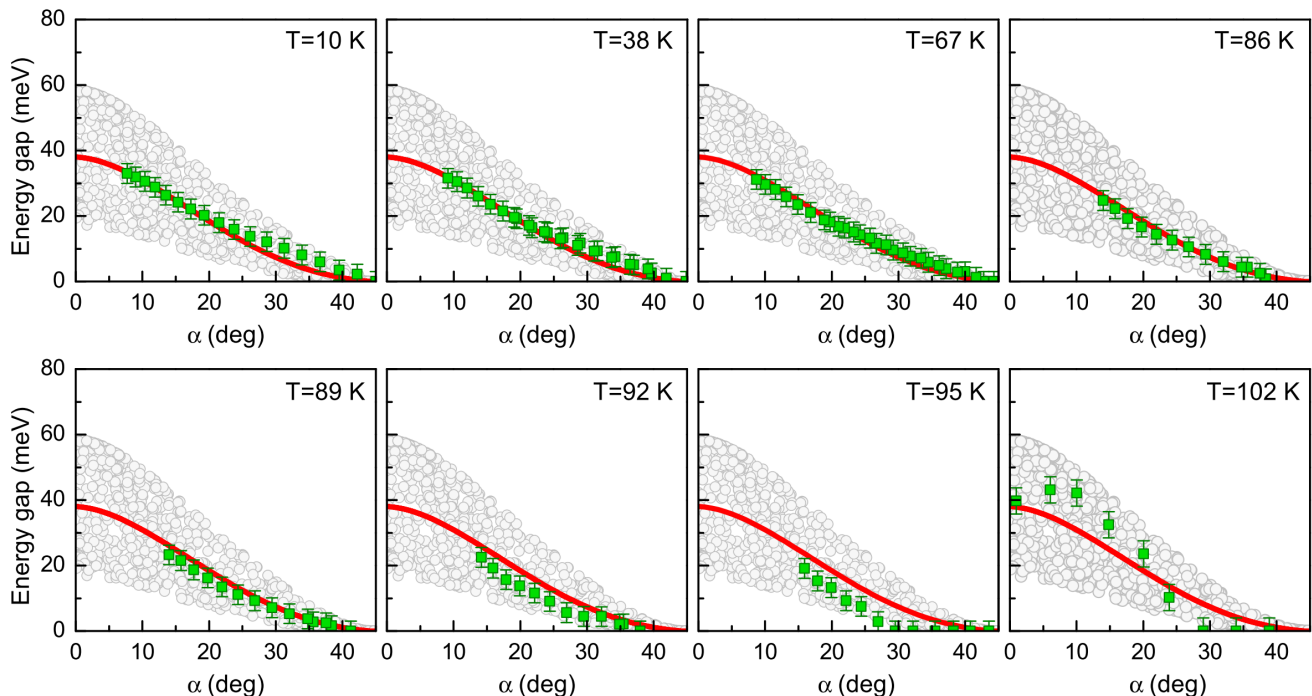 80
60
40
20
0
Energy gap (meV)
T=10 K
T=38 K
T=67 K
T=86 K
0 10 20 30 40
0 10 20 30 40
0 10 20 30 40
0 10 20 30 40
α (deg)
α (deg)
α (deg)
α (deg)
80
60
40
20
0
Energy gap (meV)
T=89 K
T=92 K
T=95 K
T=102 K
0 10 20 30 40
0 10 20 30 40
0 10 20 30 40
0 10 20 30 40
α (deg)
α (deg)
α (deg)
α (deg)